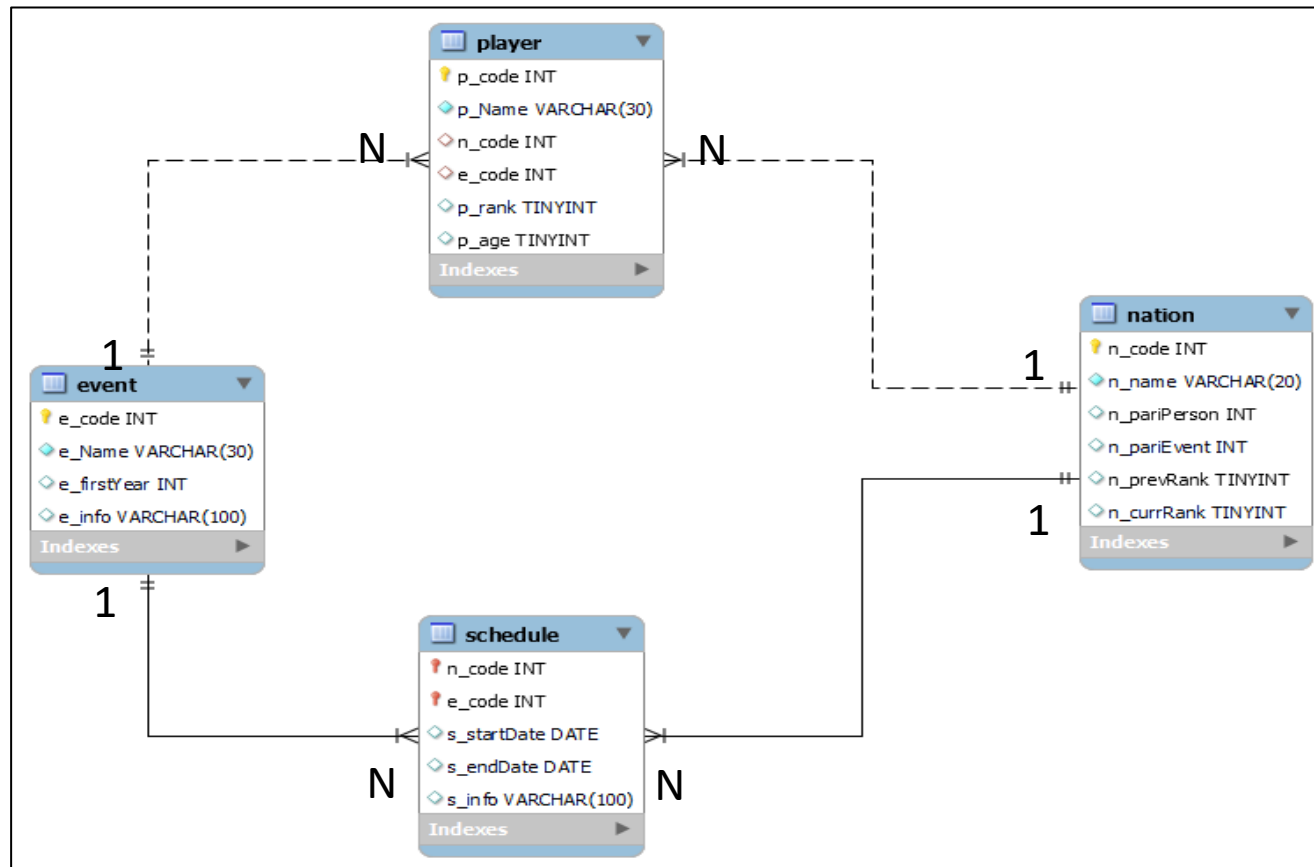 player
p_code INT
p_Name VARCHAR(30)
n_code INT
e_code INT
p_rank TINYINT
p_age TINYINT
Indexes
N
N
1
event
e_code INT
e_Name VARCHAR(30)
e_firstYear INT
e_info VARCHAR(100)
Indexes
1
nation
n_code INT
n_name VARCHAR(20)
n_pariPerson INT
n_pariEvent INT
n_prevRank TINYINT
n_currRank TINYINT
Indexes
1
1
schedule
n_code INT
e_code INT
s_startDate DATE
s_endDate DATE
s_info VARCHAR(100)
Indexes
N
N